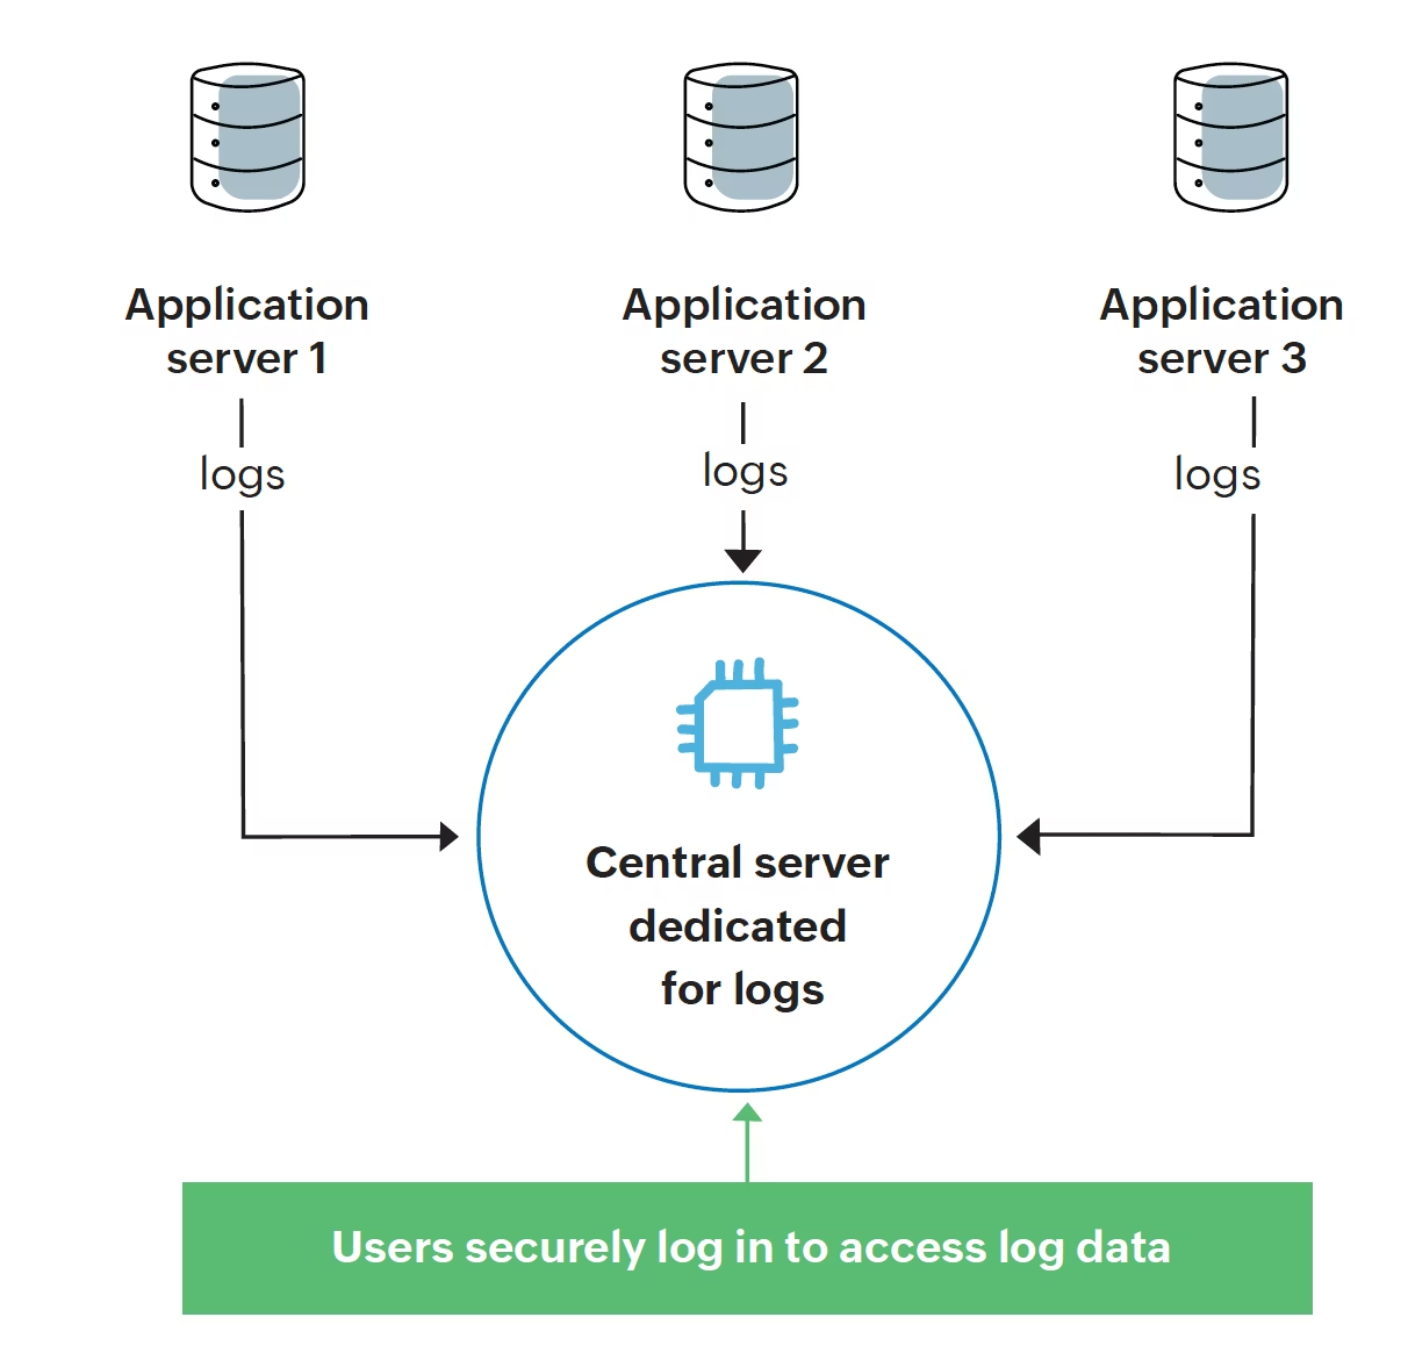 Application
server 1
Application
server 2
Application
server 3
logs
logs
logs
Central server
dedicated
for logs
Users securely log in to access log data